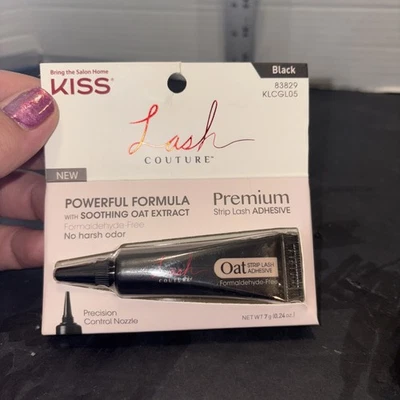 Bring the Salon Home
KISS®
Black
83829
KLCGL05
Lash
COUTURE™
NEW
POWERFUL FORMULA
WITH SOOTHING OAT EXTRACT
Formaldehyde Free
No harsh odor
Premium
Strip Lash ADHESIVE
Lash
COUTURE
Oat STRIP LASH
ADHESIVE
Formaldehyde Free
Precision
Control Nozzle
NET WT 7g (0.24 oz.)